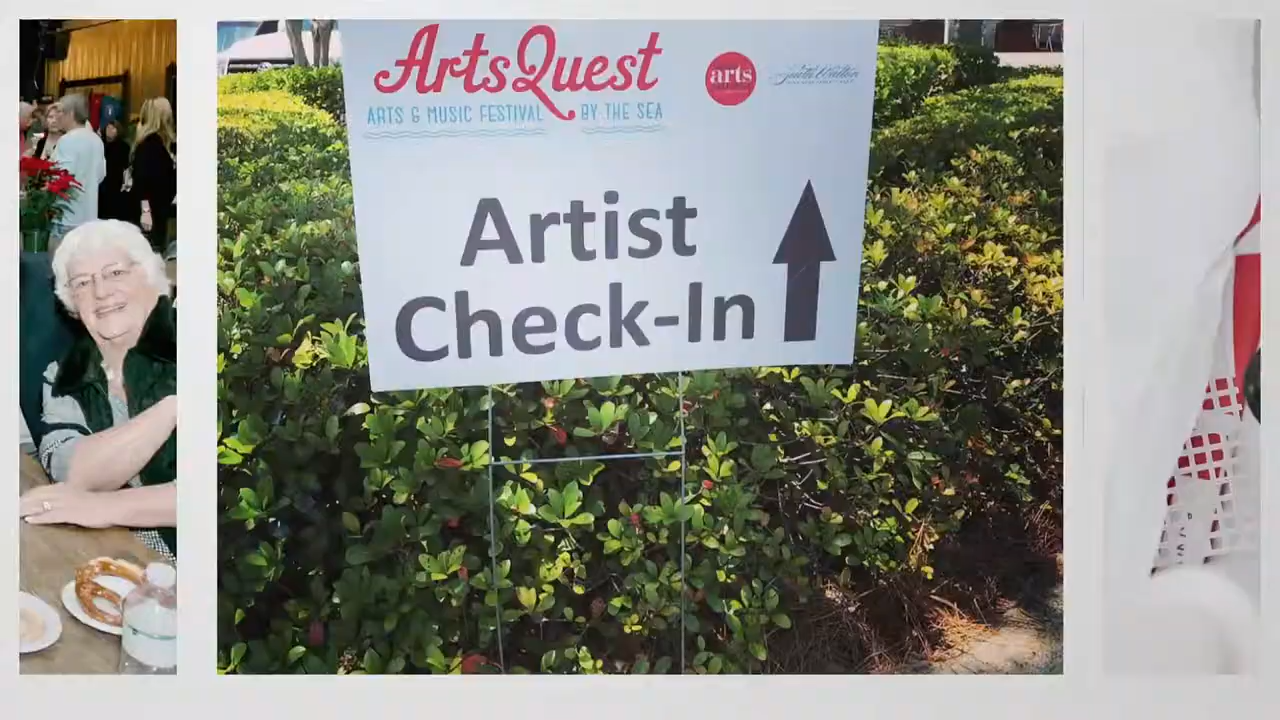 ArtsQuest
ARTS & MUSIC FESTIVAL BY THE SEA
arts
Artist
Check-In